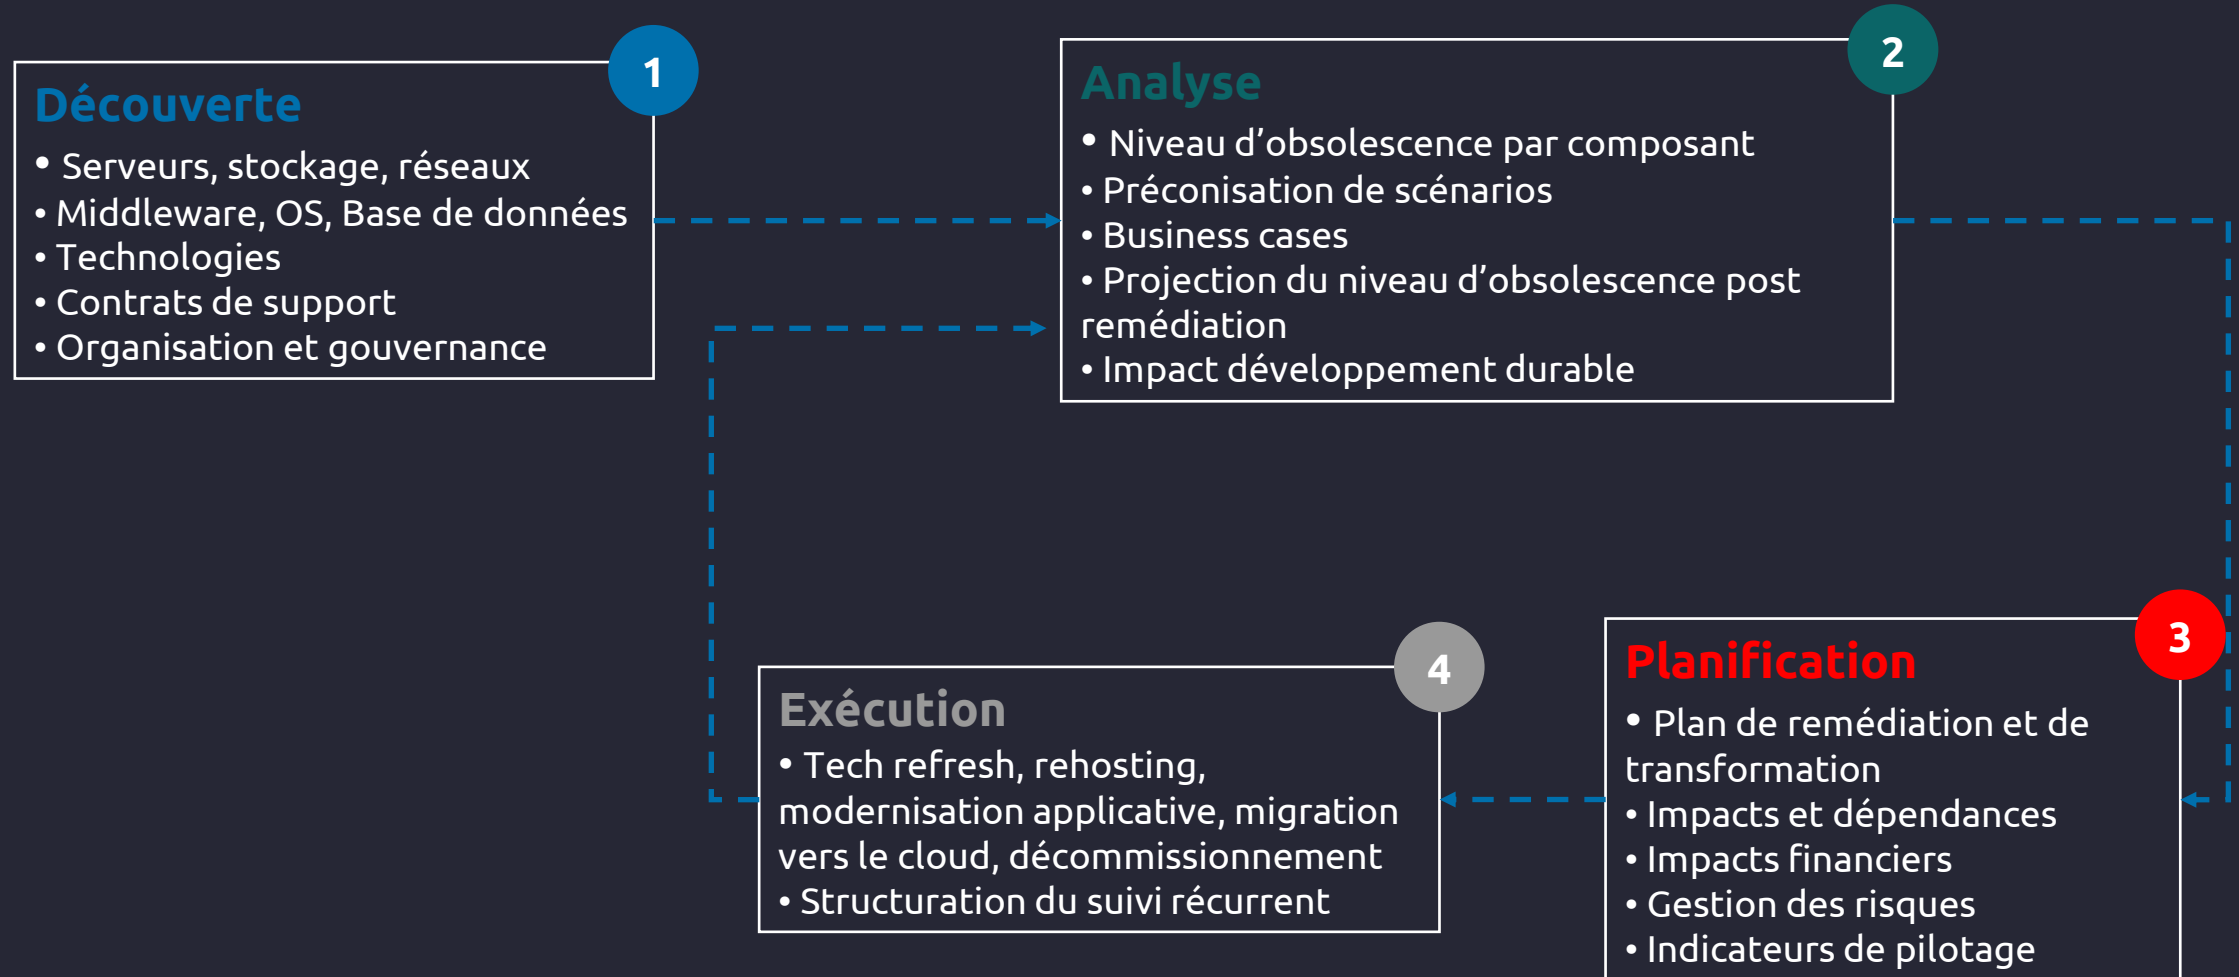 1
Découverte
• Serveurs, stockage, réseaux
• Middleware, OS, Base de données
• Technologies
• Contrats de support
• Organisation et gouvernance
2
Analyse
• Niveau d’obsolescence par composant
• Préconisation de scénarios
• Business cases
• Projection du niveau d’obsolescence post
remédiation
• Impact développement durable
3
Planification
• Plan de remédiation et de
transformation
• Impacts et dépendances
• Impacts financiers
• Gestion des risques
• Indicateurs de pilotage
4
Exécution
• Tech refresh, rehosting,
modernisation applicative, migration
vers le cloud, décommissionnement
• Structuration du suivi récurrent